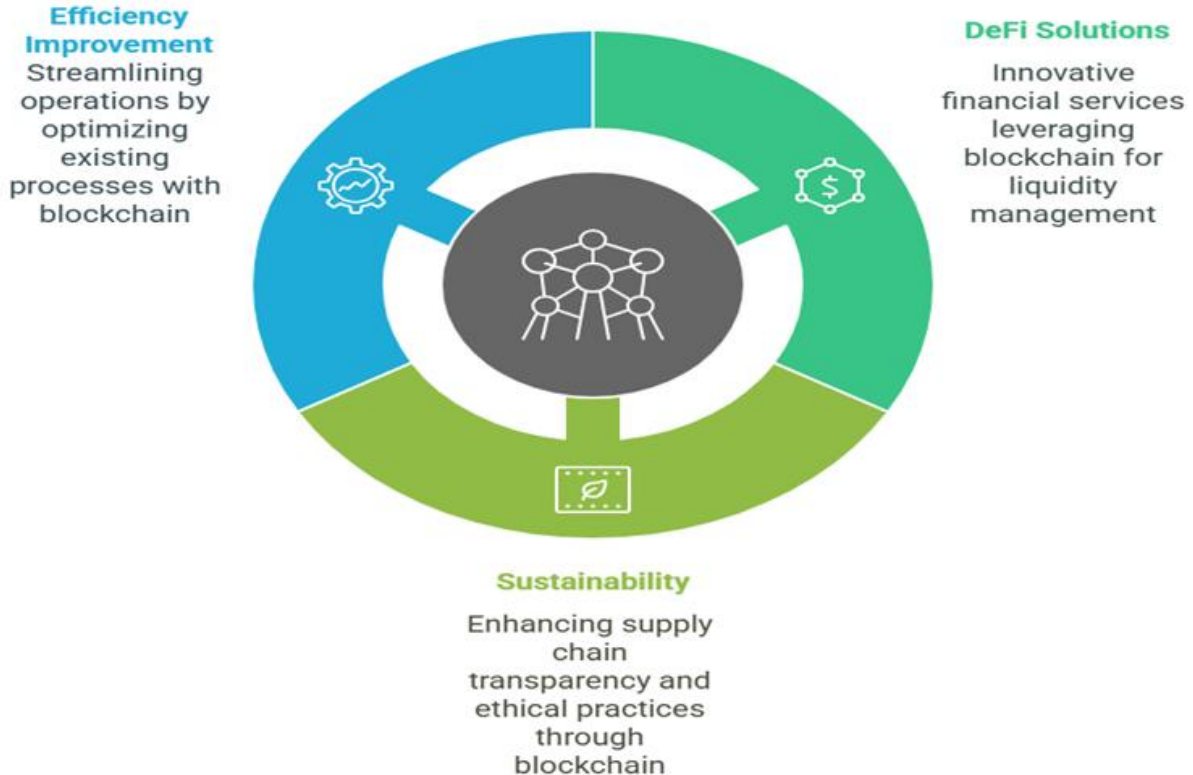 Efficiency
Improvement
Streamlining
operations by
optimizing
existing
processes with
blockchain
DeFi Solutions
Innovative
financial services
leveraging
blockchain for
liquidity
management
$
Sustainability
Enhancing supply
chain
transparency and
ethical practices
through
blockchain